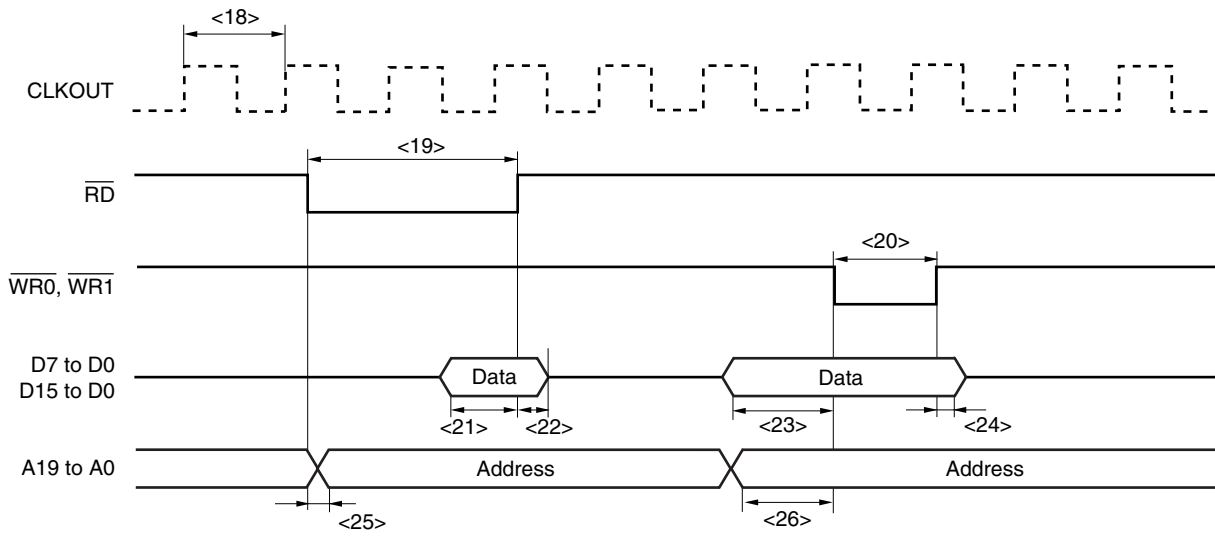 <18>
CLKOUT
<19>
RD
<20>
WR0, WR1
D7 to D0
D15 to D0
Data
Data
<21>
<22>
<23>
<24>
A19 to A0
Address
Address
<25>
<26>